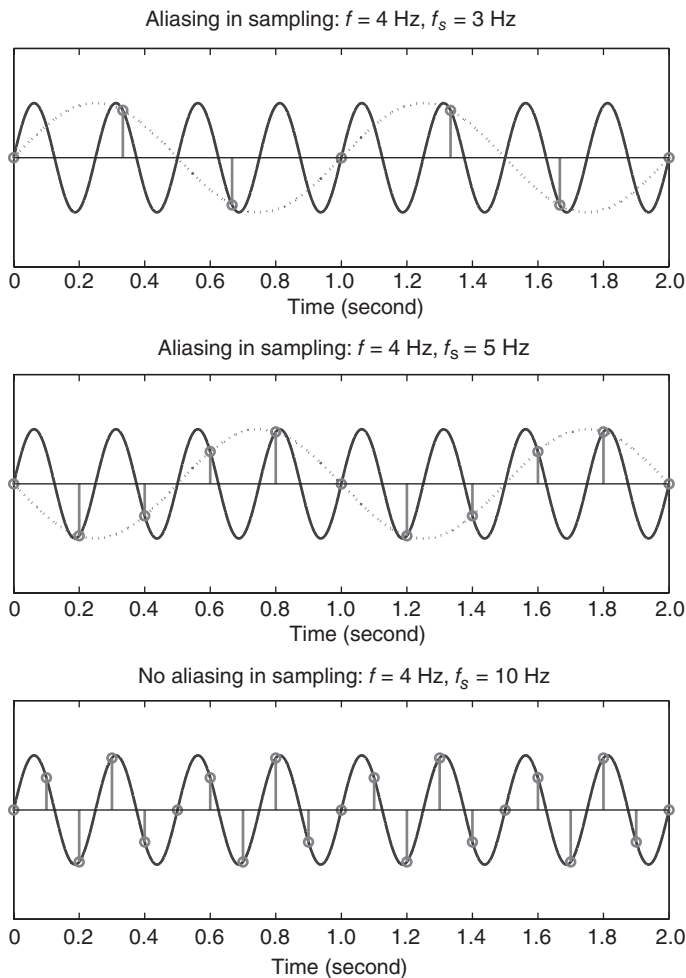 Aliasing in sampling: f = 4 Hz, fs = 3 Hz
0 0.2 0.4 0.6 0.8 1.0 1.2 1.4 1.6 1.8 2.0
Time (second)
Aliasing in sampling: f = 4 Hz, fs = 5 Hz
0 0.2 0.4 0.6 0.8 1.0 1.2 1.4 1.6 1.8 2.0
Time (second)
No aliasing in sampling: f = 4 Hz, fs = 10 Hz
0 0.2 0.4 0.6 0.8 1.0 1.2 1.4 1.6 1.8 2.0
Time (second)